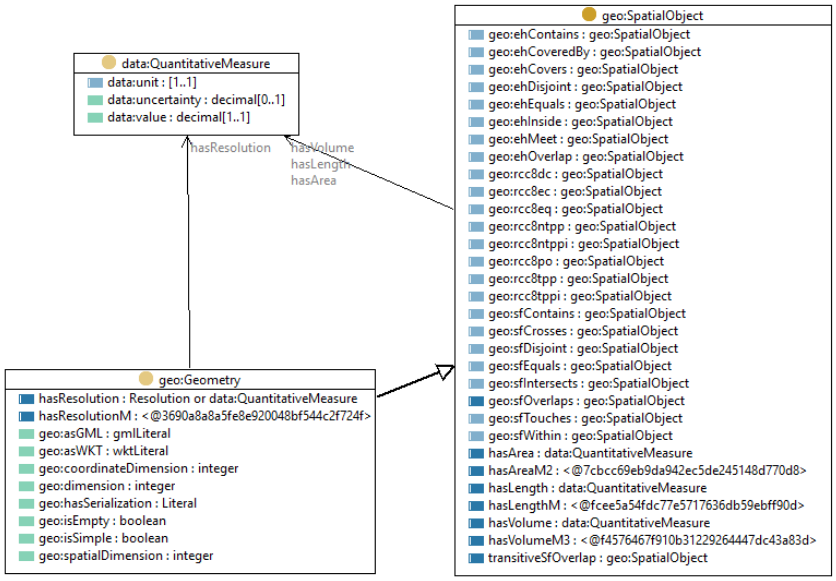 data:QuantitativeMeasure
data:unit : [1..1]
data:uncertainty : decimal[0..1]
data:value : decimal[1..1]
hasResolution
hasVolume
hasLength
hasArea
geo:Geometry
hasResolution : Resolution or data:QuantitativeMeasure
hasResolutionM : <@3690a8a8a5fe8e920048bf544c2f724f>
geo:asGML : gmlLiteral
geo:asWKT : wktLiteral
geo:coordinateDimension : integer
geo:dimension : integer
geo:hasSerialization : Literal
geo:isEmpty : boolean
geo:isSimple : boolean
geo:spatialDimension : integer
geo:SpatialObject
geo:ehContains : geo:SpatialObject
geo:ehCoveredBy : geo:SpatialObject
geo:ehCovers : geo:SpatialObject
geo:ehDisjoint : geo:SpatialObject
geo:ehEquals : geo:SpatialObject
geo:ehInside : geo:SpatialObject
geo:ehMeet : geo:SpatialObject
geo:ehOverlap : geo:SpatialObject
geo:rcc8dc : geo:SpatialObject
geo:rcc8ec : geo:SpatialObject
geo:rcc8eq : geo:SpatialObject
geo:rcc8ntpp : geo:SpatialObject
geo:rcc8ntppi : geo:SpatialObject
geo:rcc8po : geo:SpatialObject
geo:rcc8tpp : geo:SpatialObject
geo:rcc8tppi : geo:SpatialObject
geo:sfContains : geo:SpatialObject
geo:sfCrosses : geo:SpatialObject
geo:sfDisjoint : geo:SpatialObject
geo:sfEquals : geo:SpatialObject
geo:sfIntersects : geo:SpatialObject
geo:sfOverlaps : geo:SpatialObject
geo:sfTouches : geo:SpatialObject
geo:sfWithin : geo:SpatialObject
hasArea : data:QuantitativeMeasure
hasAreaM2 : <@7cbcc69eb9da942ec5de245148d770d8>
hasLength : data:QuantitativeMeasure
hasLengthM : <@fcee5a54fdc77e5717636db59ebff90d>
hasVolume : data:QuantitativeMeasure
hasVolumeM3 : <@f4576467f910b31229264447dc43a83d>
transitiveSfOverlap : geo:SpatialObject